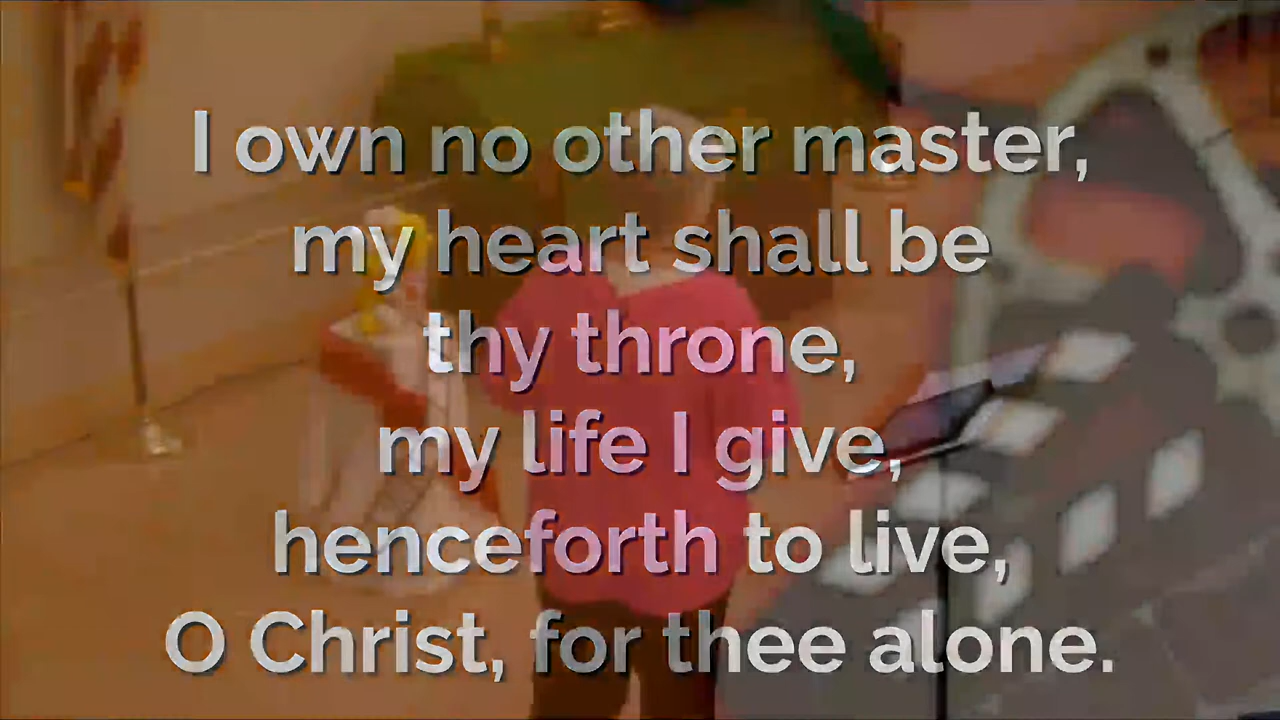 I own no other master,
my heart shall be
thy throne,
my life I give,
henceforth to live,
O Christ, for thee alone.